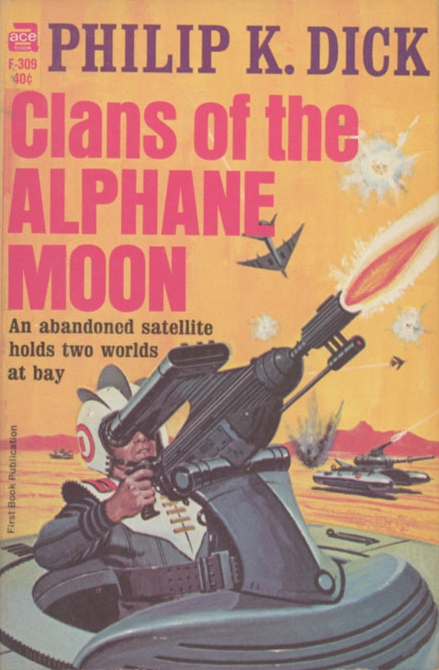 ace
BOOK
F-309
40¢
PHILIP K. DICK
Clans of the
ALPHANE
MOON
An abandoned satellite
holds two worlds
at bay
First Book Publication